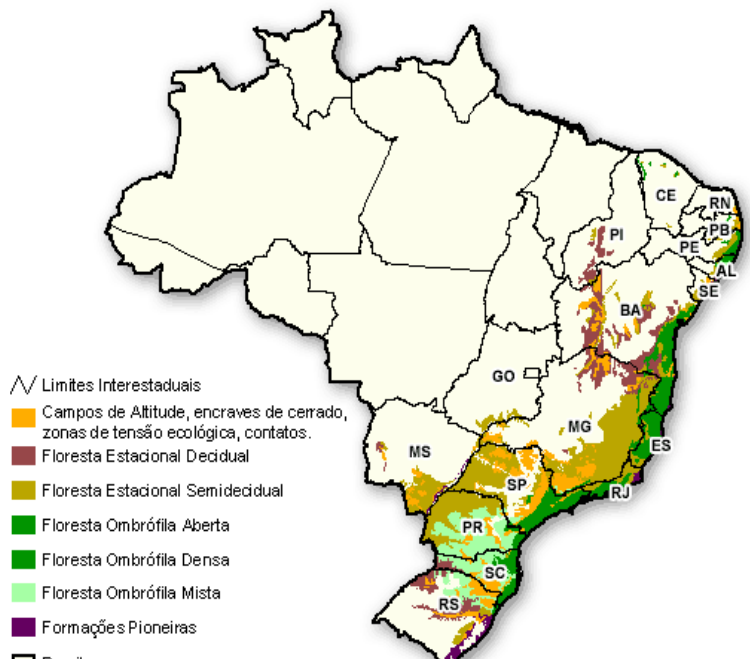 CE
RN
PB
PI
PE
AL
SE
BA
GO
MG
MS
ES
SP
RJ
PR
SC
RS
Limites Interestaduais
Campos de Altitude, encraves de cerrado,
zonas de tensão ecológica, contatos.
Floresta Estacional Decidual
Floresta Estacional Semidecidual
Floresta Ombrófila Aberta
Floresta Ombrófila Densa
Floresta Ombrófila Mista
Formações Pioneiras